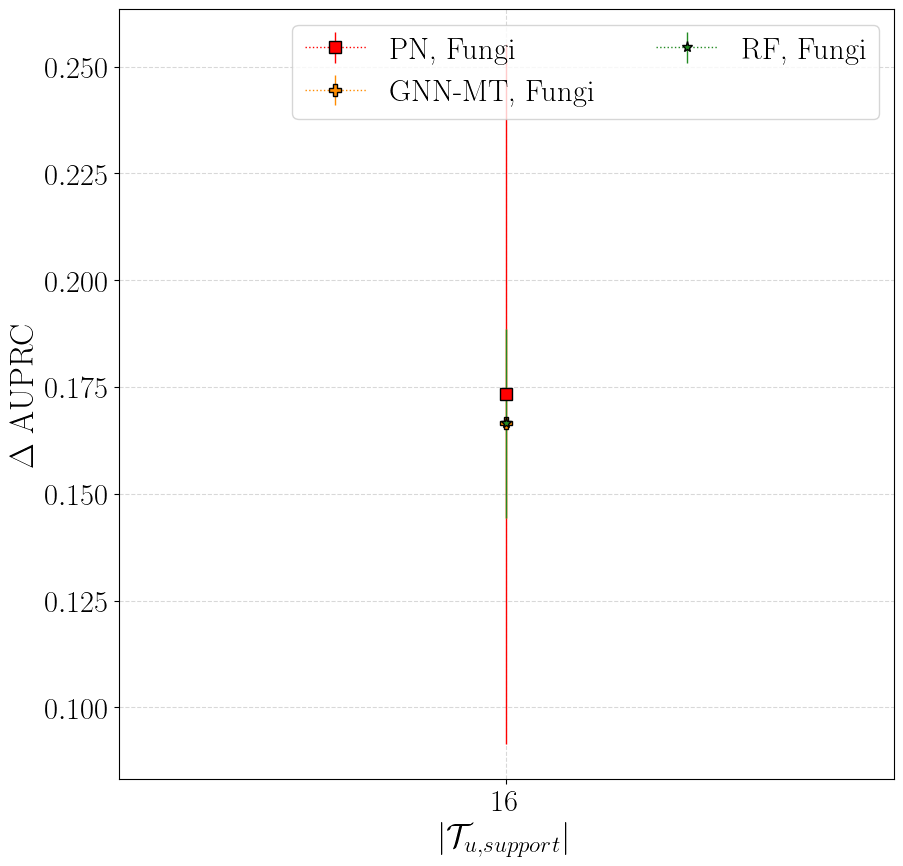 PN, Fungi
GNN-MT, Fungi
RF, Fungi
0.250
0.225
0.200
0.175
0.150
0.125
0.100
Δ AUPRC
16
|𝒯u,support|